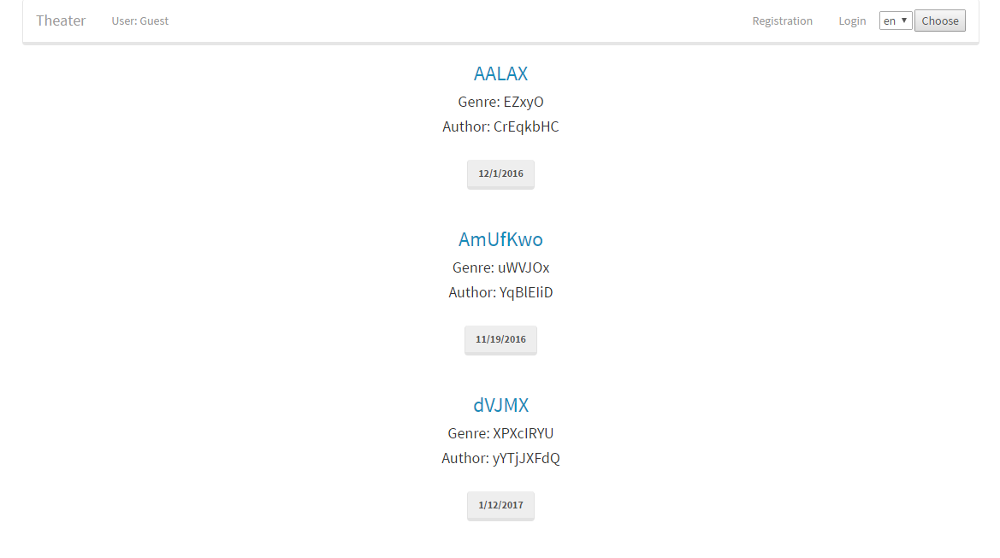 Theater User: Guest Registration Login en Choose
AALAX
Genre: EZxyO
Author: CrEqkbHC
12/1/2016
AmUfKwo
Genre: uWVJOx
Author: YqBlEIiD
11/19/2016
dVJMX
Genre: XPXcIRYU
Author: yYTjJXFdQ
1/12/2017